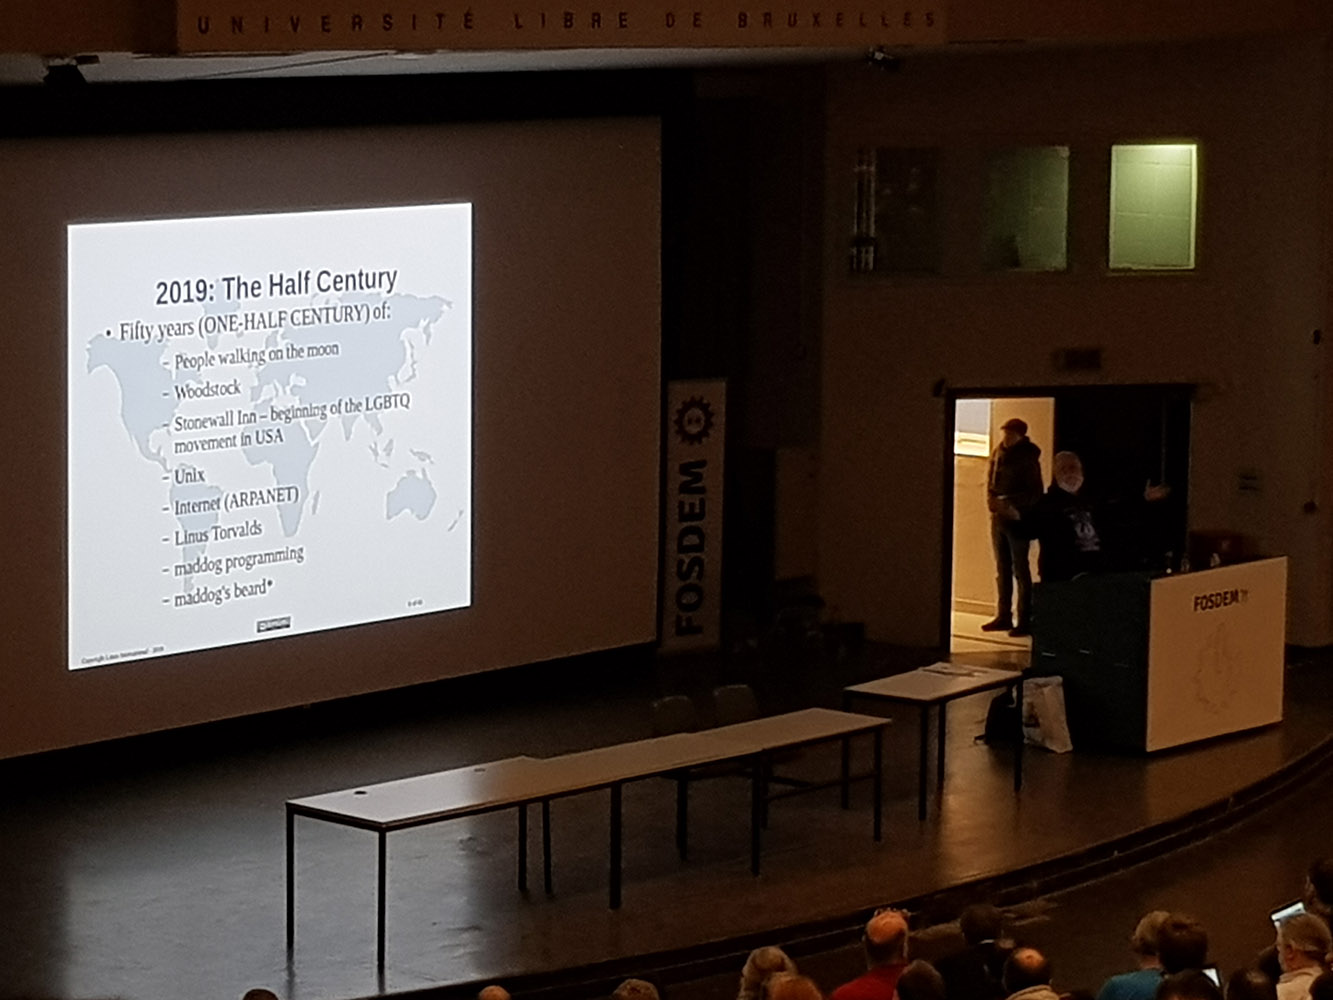 UNIVERSITÉ LIBRE DE BRUXELLES
2019: The Half Century
• Fifty years (ONE-HALF CENTURY) of:
– People walking on the moon
– Woodstock
– Stonewall Inn – beginning of the LGBTQ
movement in USA
– Unix
– Internet (ARPANET)
– Linus Torvalds
– maddog programming
– maddog's beard*
FOSDEM
FOSDEM